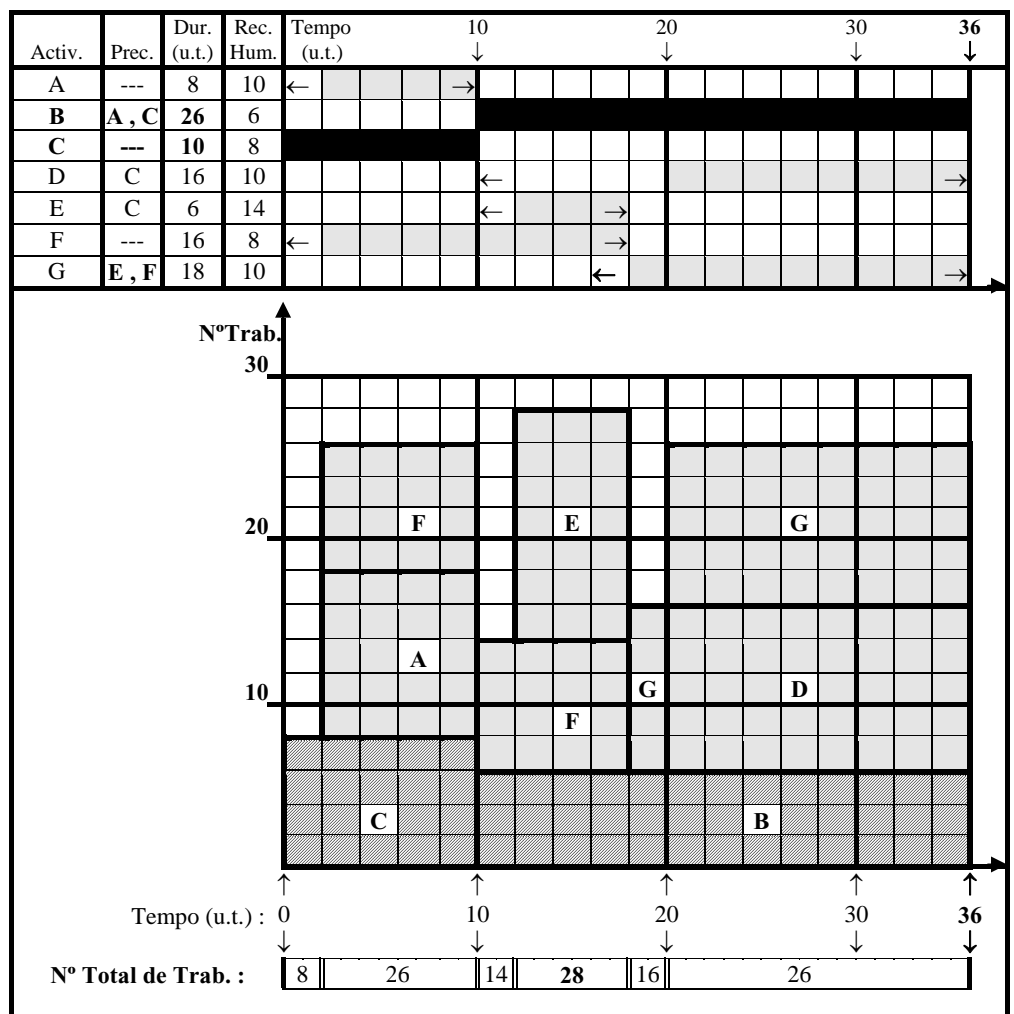 Dur. Rec. Tempo 10 20 30 36
Activ. Prec. (u.t.) Hum. (u.t.) ↓ ↓ ↓ ↓
A --- 8 10 ← →
B A , C 26 6
C --- 10 8
D C 16 10 ← →
E C 6 14 ← →
F --- 16 8 ← →
G E , F 18 10 ← →
NºTrab.
30
20 F E G
A
10 G D
F
C B
↑ ↑ ↑ ↑ ↑
Tempo (u.t.) : 0 10 20 30 36
↓ ↓ ↓ ↓ ↓
Nº Total de Trab. : 8 26 14 28 16 26